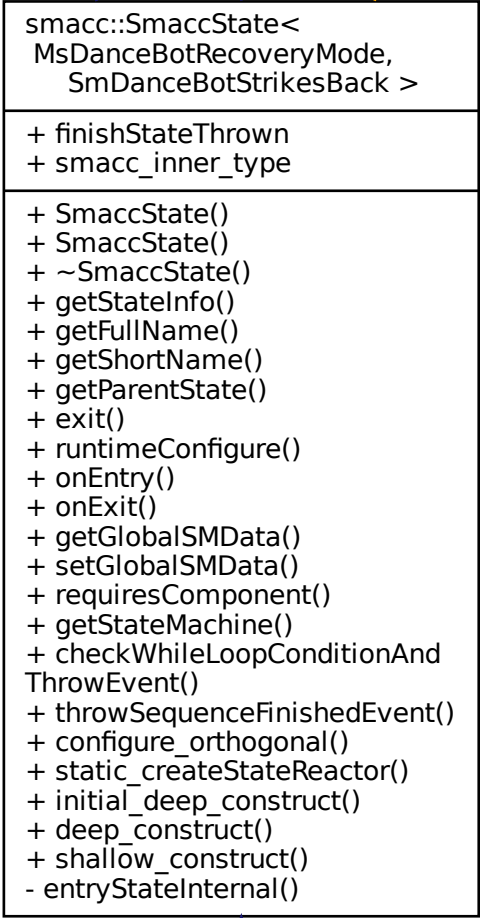 smacc::SmaccState<
MsDanceBotRecoveryMode,
SmDanceBotStrikesBack >
+ finishStateThrown
+ smacc_inner_type
+ SmaccState()
+ SmaccState()
+ ~SmaccState()
+ getStateInfo()
+ getFullName()
+ getShortName()
+ getParentState()
+ exit()
+ runtimeConfigure()
+ onEntry()
+ onExit()
+ getGlobalSMData()
+ setGlobalSMData()
+ requiresComponent()
+ getStateMachine()
+ checkWhileLoopConditionAnd
ThrowEvent()
+ throwSequenceFinishedEvent()
+ configure_orthogonal()
+ static_createStateReactor()
+ initial_deep_construct()
+ deep_construct()
+ shallow_construct()
- entryStateInternal()